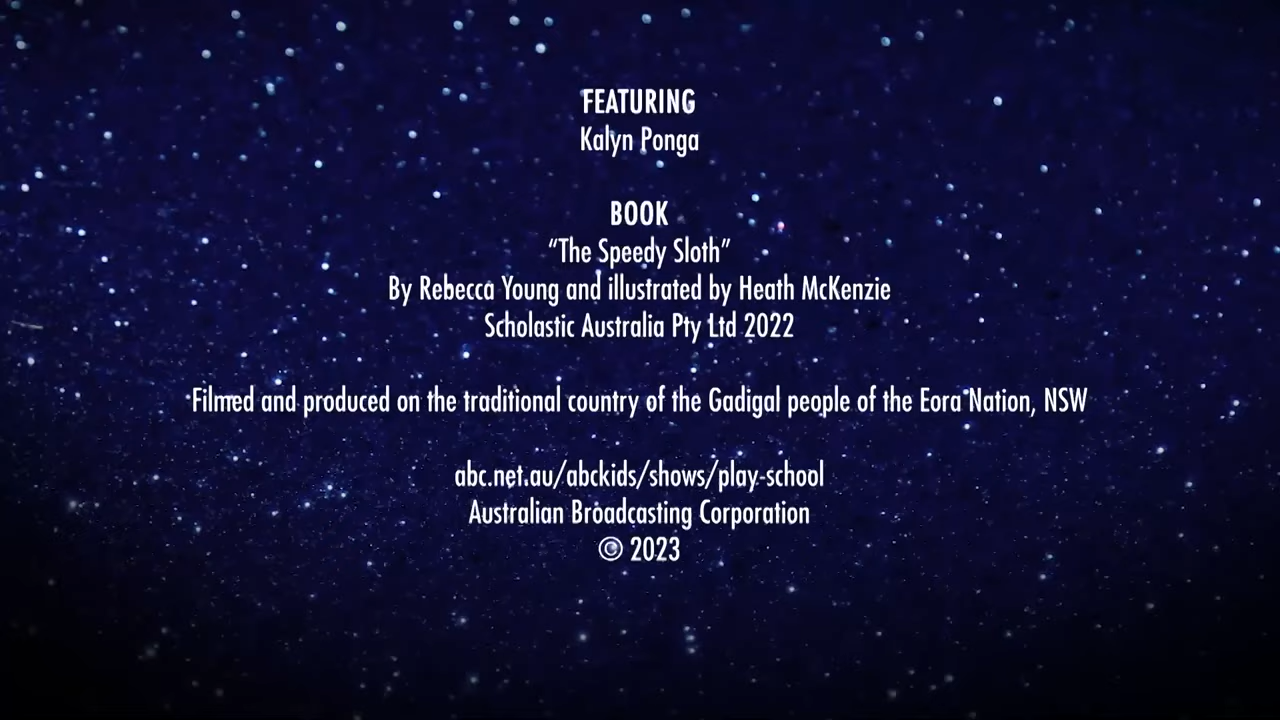 FEATURING
Kalyn Ponga
BOOK
“The Speedy Sloth”
By Rebecca Young and illustrated by Heath McKenzie
Scholastic Australia Pty Ltd 2022
Filmed and produced on the traditional country of the Gadigal people of the Eora Nation, NSW
abc.net.au/abckids/shows/play-school
Australian Broadcasting Corporation
© 2023